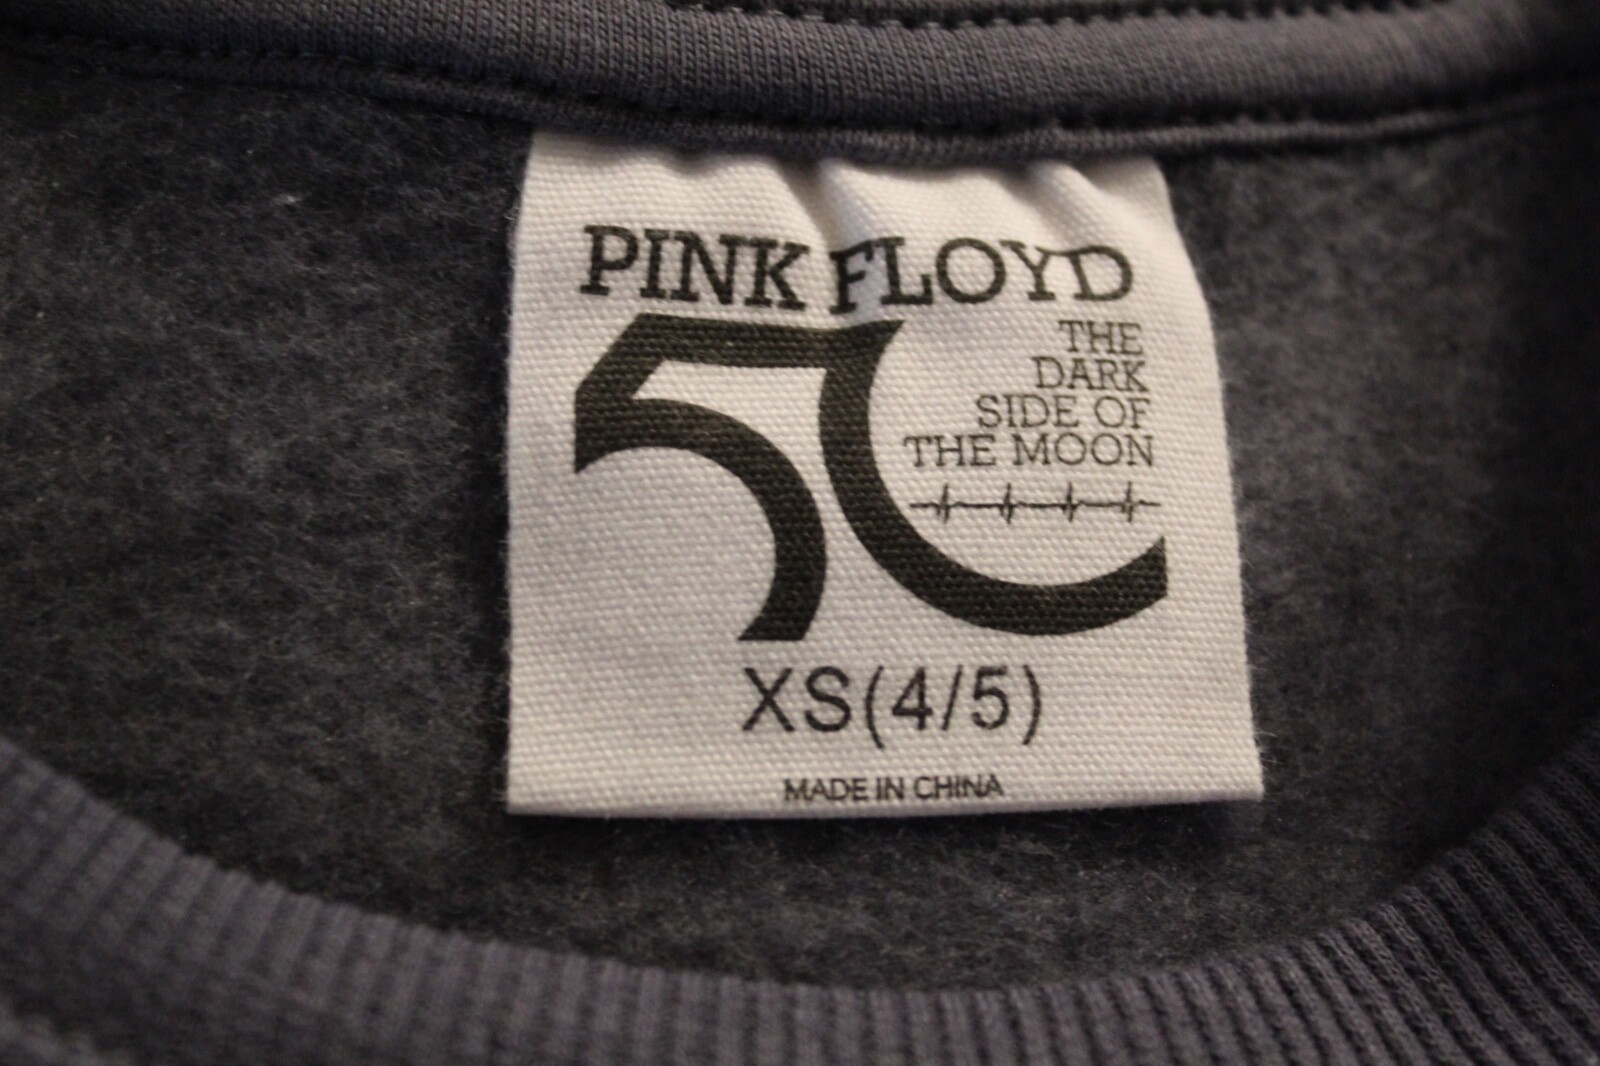 PINK FLOYD
50
THE
DARK
SIDE OF
THE MOON
XS(4/5)
MADE IN CHINA